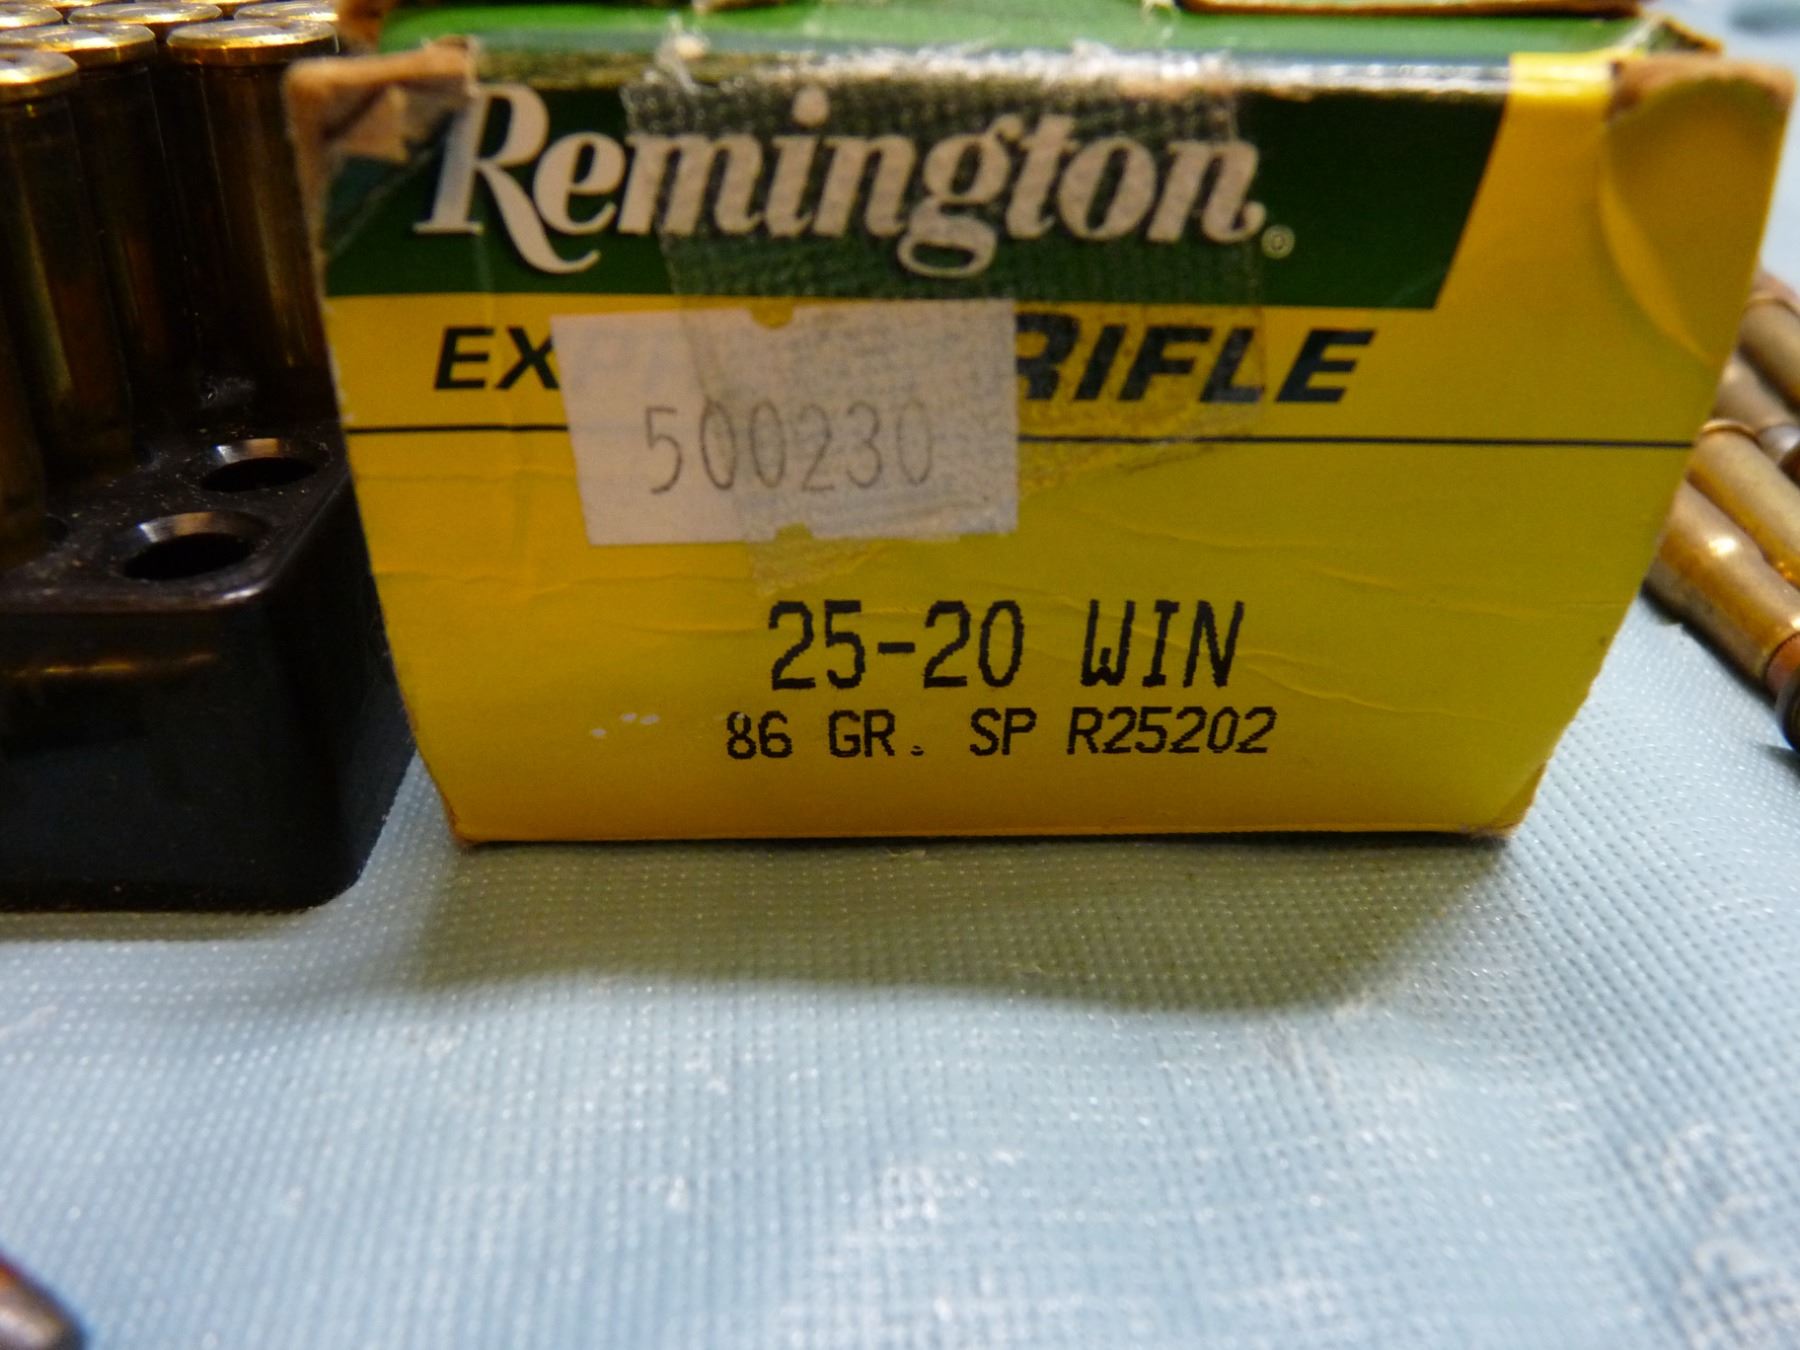 Remington®
EX RIFLE
500230
25-20 WIN
86 GR. SP R25202